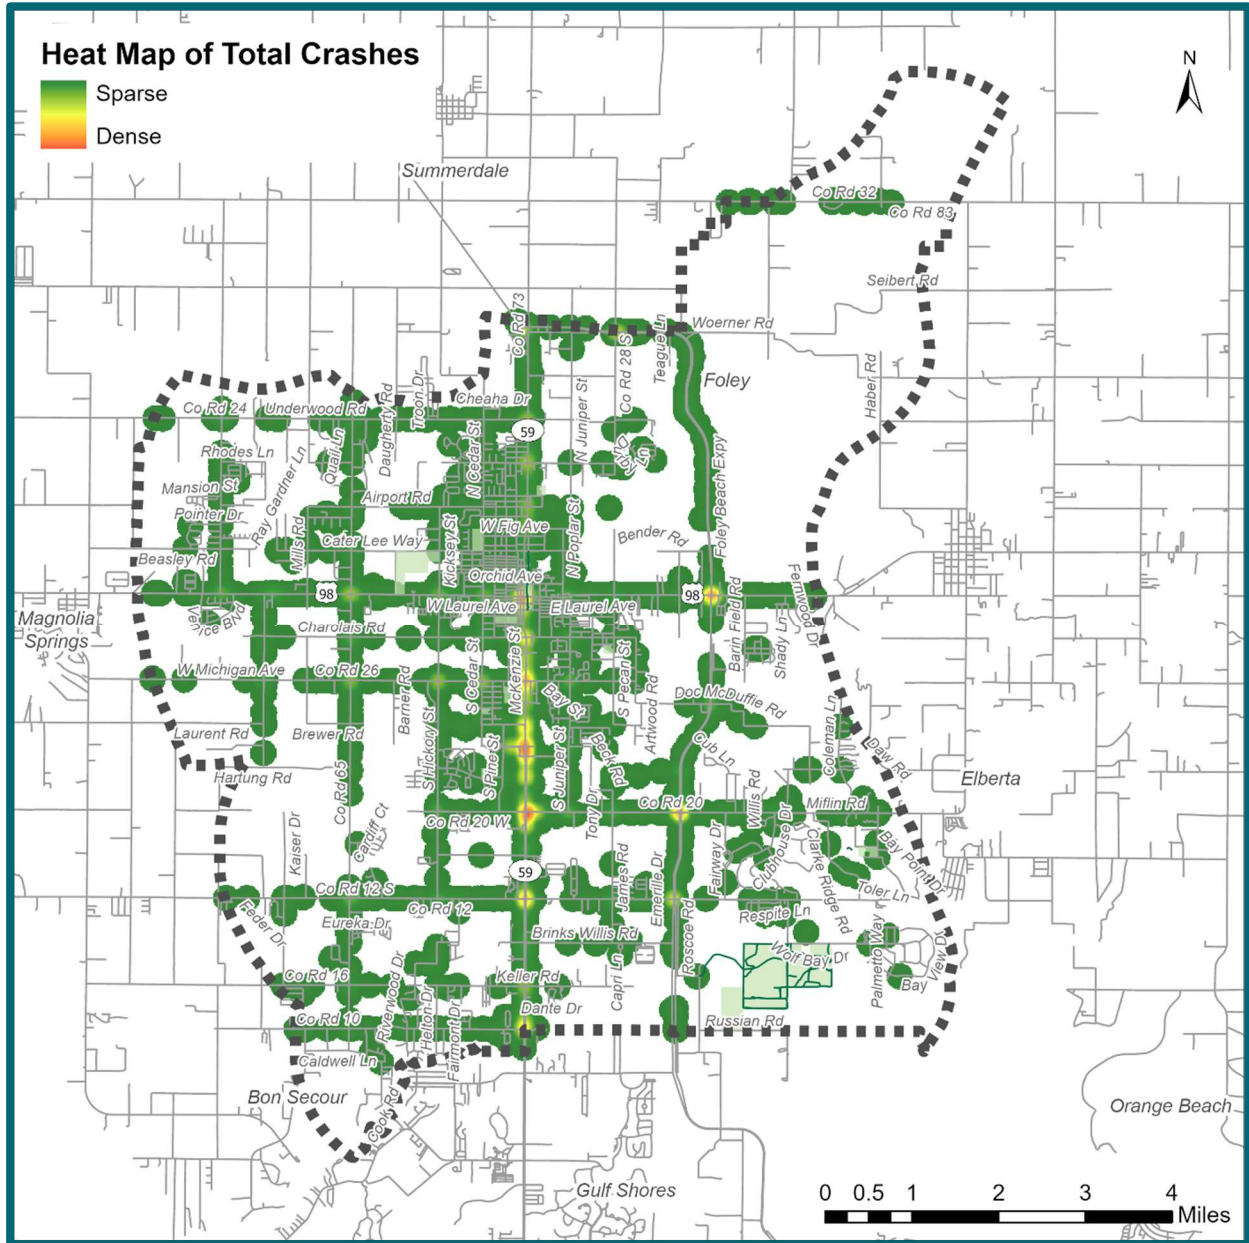 Heat Map of Total Crashes
Sparse
Dense
N
Summerdale
Co Rd 32
Co Rd 83
Seibert Rd
Co Rd 73
Woerner Rd
Teague Ln
Co Rd 28 S
Foley
Haber Rd
Cheaha Dr
Troon Dr
Co Rd 24
Underwood Rd
Daugherty Rd
N Juniper St
59
N Cedar St
Quail Ln
Rhodes Ln
Ray Gardner Ln
Mansion St
Airport Rd
Foley Beach Expy
Pointer Dr
Mills Rd
W Fig Ave
N Poplar St
Bender Rd
Cater Lee Way
Kicksey St
Beasley Rd
Orchid Ave
Fernwood Dr
98
98
W Laurel Ave
E Laurel Ave
Barin Field Rd
Magnolia
Springs
Venice Blvd
Charolais Rd
Shady Ln
McKenzie St
S Cedar St
S Pecan St
W Michigan Ave
Co Rd 26
Barner Rd
Bay St
Artwood Rd
Doc McDuffie Rd
Coleman Ln
S Hickory St
Laurent Rd
Brewer Rd
Beck Rd
Cub Ln
Daw Rd
Hartung Rd
S Pine St
S Juniper St
Elberta
Co Rd 65
Willis Rd
Tony Dr
Co Rd 20
Miflin Rd
Co Rd 20 W
Cardiff Ct
Kaiser Dr
Fairway Dr
Clubhouse Dr
Clarke Ridge Rd
Bay Point Dr
59
James Rd
Emerille Dr
Toler Ln
Co Rd 12 S
Co Rd 12
Feder Dr
Eureka Dr
Respite Ln
Roscoe Rd
Brinks Willis Rd
Wolf Bay Dr
Palmetto Way
Bay View Dr
Co Rd 16
Riverwood Dr
Keller Rd
Capri Ln
Helton Dr
Fairmont Dr
Dante Dr
Co Rd 10
Russian Rd
Caldwell Ln
Bon Secour
Cook Rd
Orange Beach
Gulf Shores
0 0.5 1 2 3 4
Miles